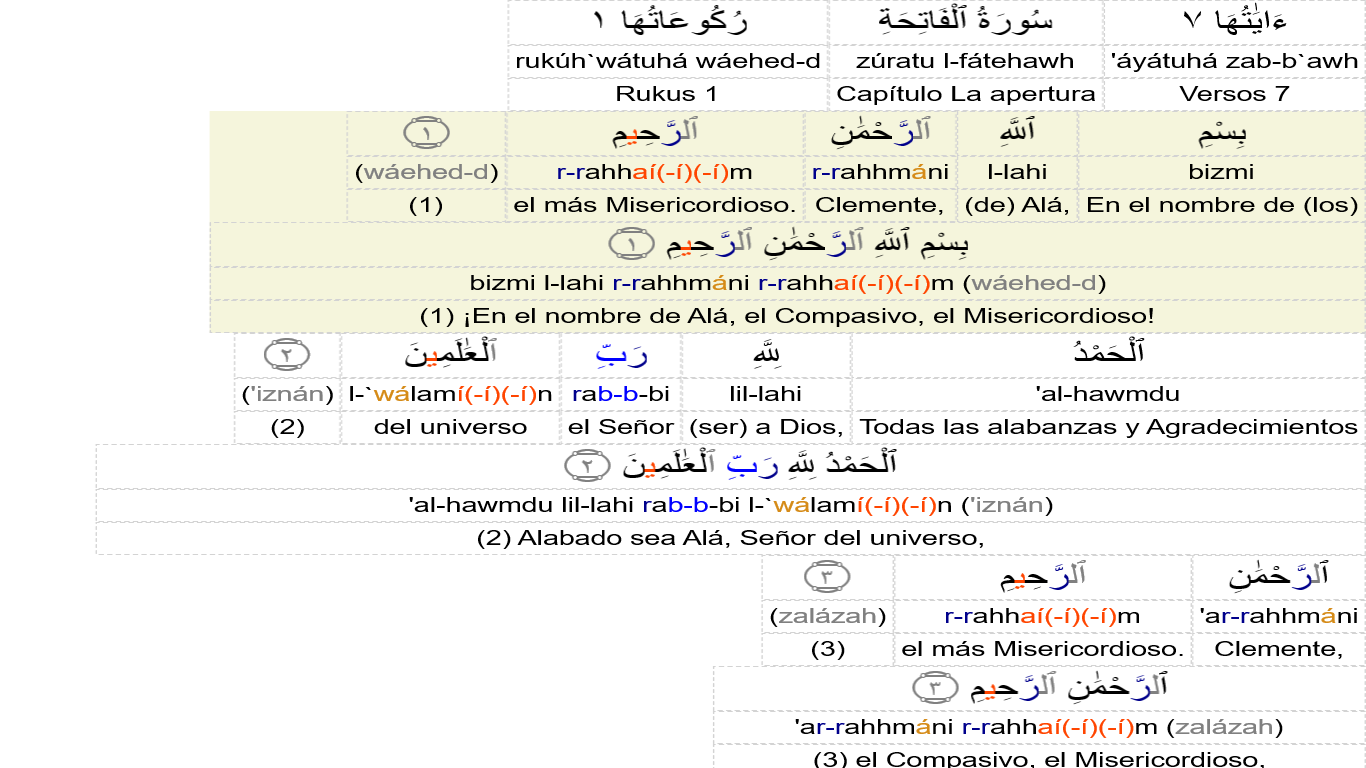 ءَايَٰتُهَا ٧ سُورَةُ ٱلْفَاتِحَةِ رُكُوعَاتُهَا ١
'áyátuhá zab-b`awh zúratu l-fátehawh rukúh`wátuhá wáehed-d
Versos 7 Capítulo La apertura Rukus 1
بِسْمِ ٱللَّهِ ٱلرَّحْمَٰنِ ٱلرَّحِيمِ ١
bizmi l-lahi r-rahhmáni r-rahhaí(-í)(-í)m (wáehed-d)
En el nombre de (los) (de) Alá, Clemente, el más Misericordioso. (1)
بِسْمِ ٱللَّهِ ٱلرَّحْمَٰنِ ٱلرَّحِيمِ ١
bizmi l-lahi r-rahhmáni r-rahhaí(-í)(-í)m (wáehed-d)
(1) ¡En el nombre de Alá, el Compasivo, el Misericordioso!
ٱلْحَمْدُ لِلَّهِ رَبِّ ٱلْعَٰلَمِينَ ٢
'al-hawmdu lil-lahi rab-b-bi l-`wálamí(-í)(-í)n ('iznán)
Todas las alabanzas y Agradecimientos (ser) a Dios, el Señor del universo (2)
ٱلْحَمْدُ لِلَّهِ رَبِّ ٱلْعَٰلَمِينَ ٢
'al-hawmdu lil-lahi rab-b-bi l-`wálamí(-í)(-í)n ('iznán)
(2) Alabado sea Alá, Señor del universo,
ٱلرَّحْمَٰنِ ٱلرَّحِيمِ ٣
'ar-rahhmáni r-rahhaí(-í)(-í)m (zalázah)
Clemente, el más Misericordioso. (3)
ٱلرَّحْمَٰنِ ٱلرَّحِيمِ ٣
'ar-rahhmáni r-rahhaí(-í)(-í)m (zalázah)
(3) el Compasivo, el Misericordioso,